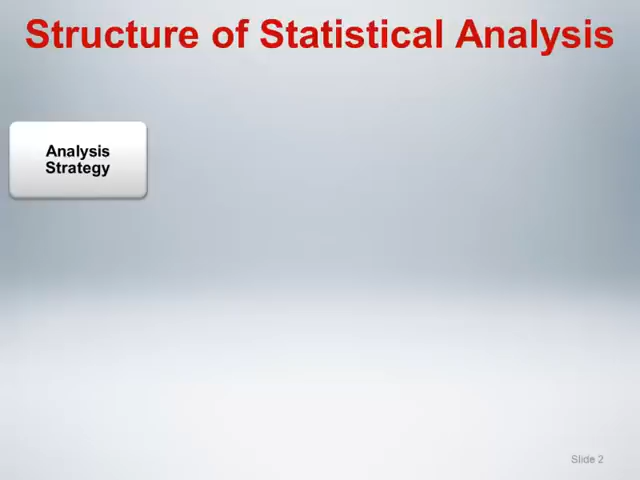 Structure of Statistical Analysis
Analysis
Strategy
Slide 2